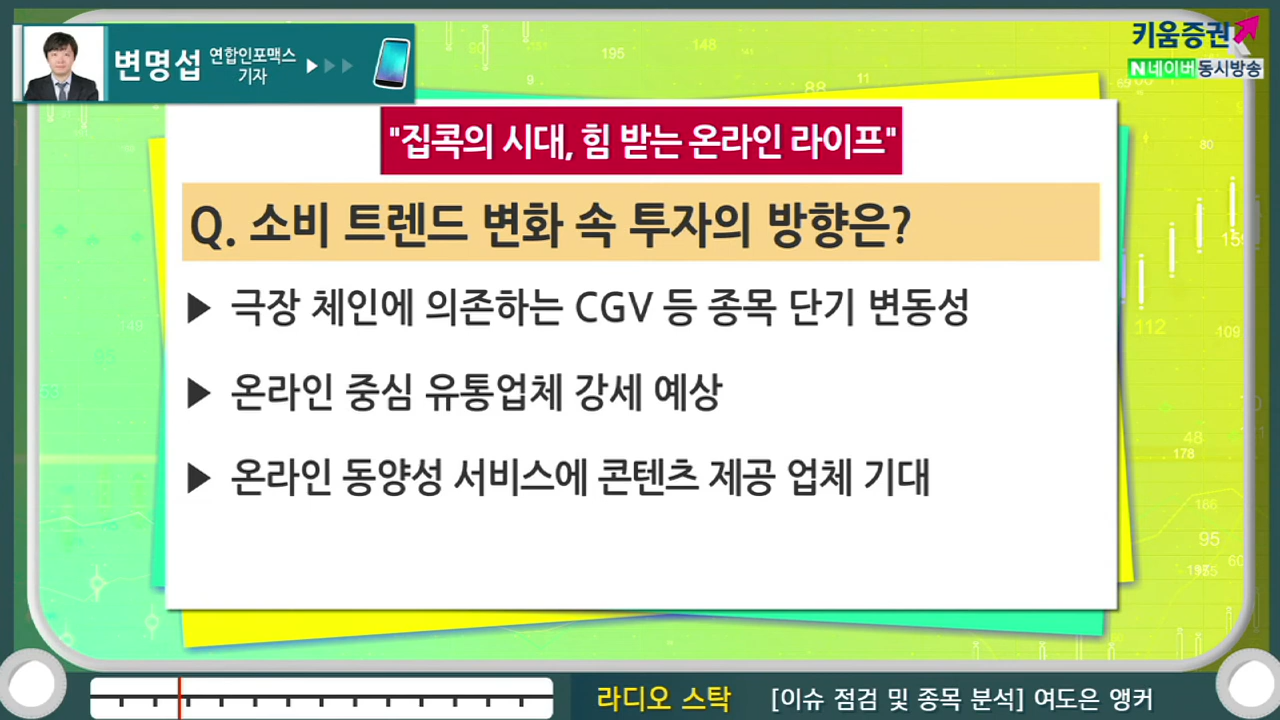 변명섭 연합인포맥스
기자
키움증권
N 네이버 동시방송
"집콕의 시대, 힘 받는 온라인 라이프"
Q. 소비 트렌드 변화 속 투자의 방향은?
▶ 극장 체인에 의존하는 CGV 등 종목 단기 변동성
▶ 온라인 중심 유통업체 강세 예상
▶ 온라인 동양성 서비스에 콘텐츠 제공 업체 기대
라디오 스탁 [이슈 점검 및 종목 분석] 여도은 앵커